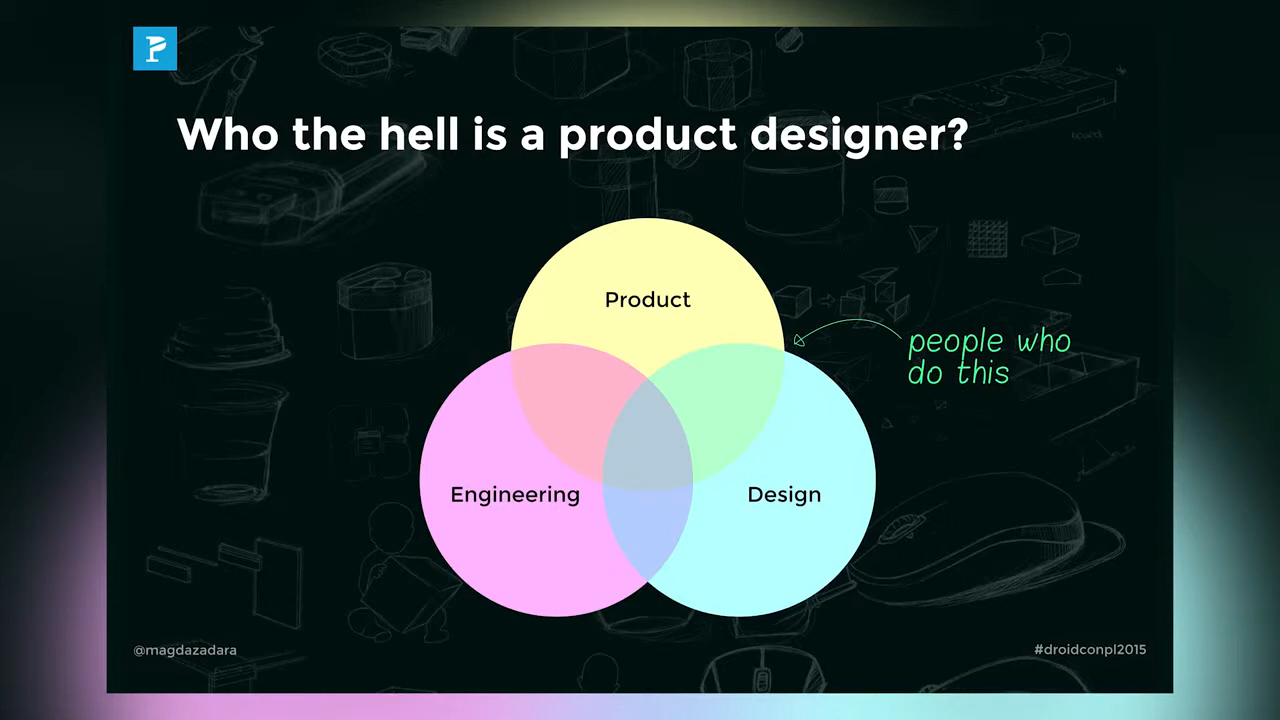 Who the hell is a product designer?
Product
people who
do this
Engineering
Design
@magdazadara
#droidconpl2015